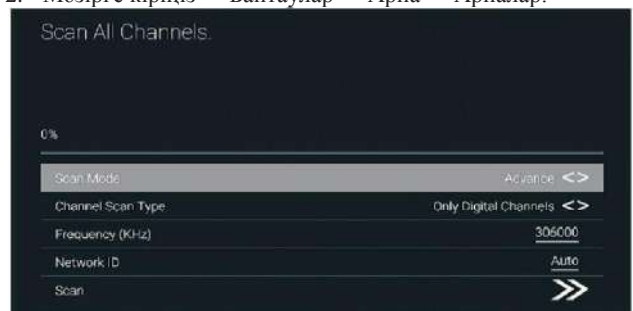 Scan All Channels.
0%
Scan Mode Advance <>
Channel Scan Type Only Digital Channels <>
Frequency (KHz) 306000
Network ID Auto
Scan >>